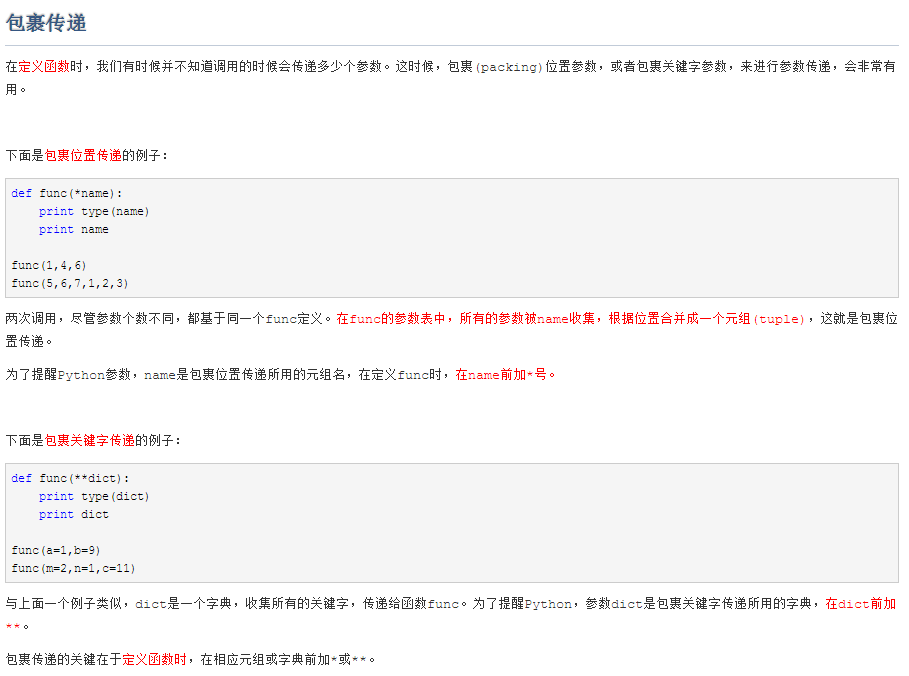 包裹传递
在定义函数时，我们有时候并不知道调用的时候会传递多少个参数。这时候，包裹(packing)位置参数，或者包裹关键字参数，来进行参数传递，会非常有
用。
下面是包裹位置传递的例子：
def func(*name):
    print type(name)
    print name
func(1,4,6)
func(5,6,7,1,2,3)
两次调用，尽管参数个数不同，都基于同一个func定义。在func的参数表中，所有的参数被name收集，根据位置合并成一个元组(tuple)，这就是包裹位
置传递。
为了提醒Python参数，name是包裹位置传递所用的元组名，在定义func时，在name前加*号。
下面是包裹关键字传递的例子：
def func(**dict):
    print type(dict)
    print dict
func(a=1,b=9)
func(m=2,n=1,c=11)
与上面一个例子类似，dict是一个字典，收集所有的关键字，传递给函数func。为了提醒Python，参数dict是包裹关键字传递所用的字典，在dict前加
**。
包裹传递的关键在于定义函数时，在相应元组或字典前加*或**。